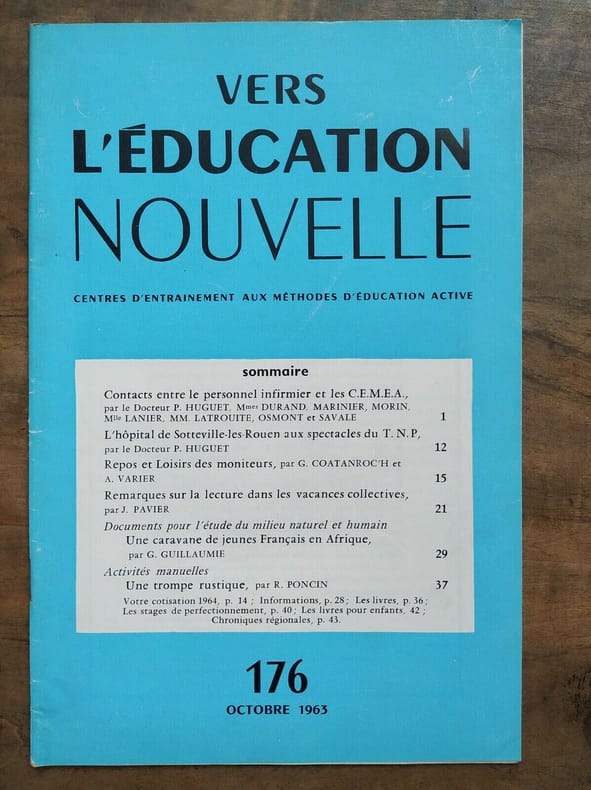 VERS
L'ÉDUCATION
NOUVELLE
CENTRES D'ENTRAINEMENT AUX MÉTHODES D'ÉDUCATION ACTIVE
sommaire
Contacts entre le personnel infirmier et les C.E.M.E.A.,
par le Docteur P. HUGUET, Mmes DURAND, MARINIER, MORIN,
Mlle LANIER, MM. LATROUITE, OSMONT et SAVALE 1
L'hôpital de Sotteville-les-Rouen aux spectacles du T. N. P,
par le Docteur P. HUGUET 12
Repos et Loisirs des moniteurs, par G. COATANROC'H et
A. VARIER 15
Remarques sur la lecture dans les vacances collectives,
par J. PAVIER 21
Documents pour l'étude du milieu naturel et humain
Une caravane de jeunes Français en Afrique,
par G. GUILLAUMIE 29
Activités manuelles
Une trompe rustique, par R. PONCIN 37
Votre cotisation 1964, p. 14 ; Informations, p. 28 ; Les livres, p. 36 ;
Les stages de perfectionnement, p. 40 ; Les livres pour enfants, 42 ;
Chroniques régionales, p. 43.
176
OCTOBRE 1963